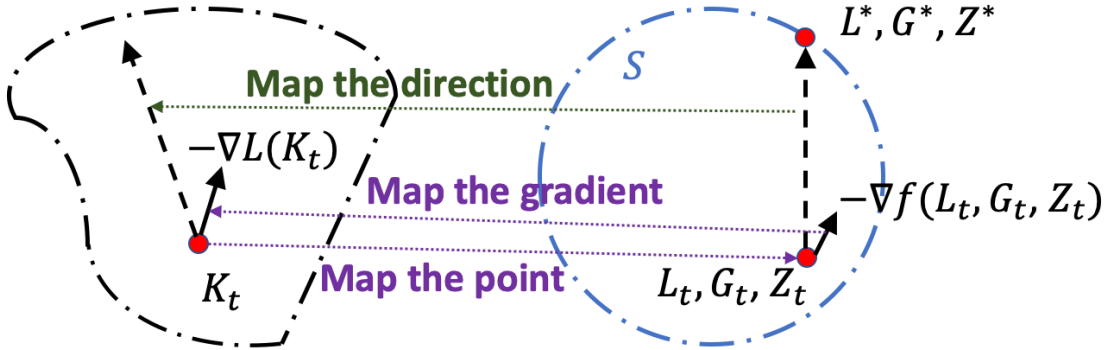 L*, G*, Z*
S
Map the direction
−∇L(K_t)
Map the gradient
−∇f(L_t, G_t, Z_t)
Map the point
K_t
L_t, G_t, Z_t